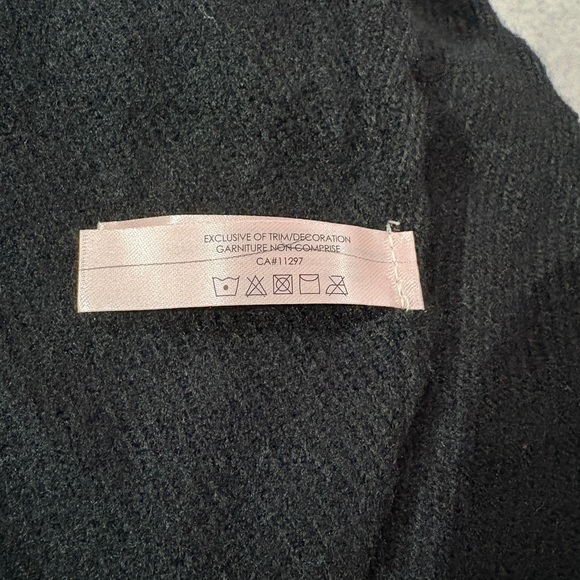 EXCLUSIVE OF TRIM/DECORATION
GARNITURE NON COMPRISE
CA#11297